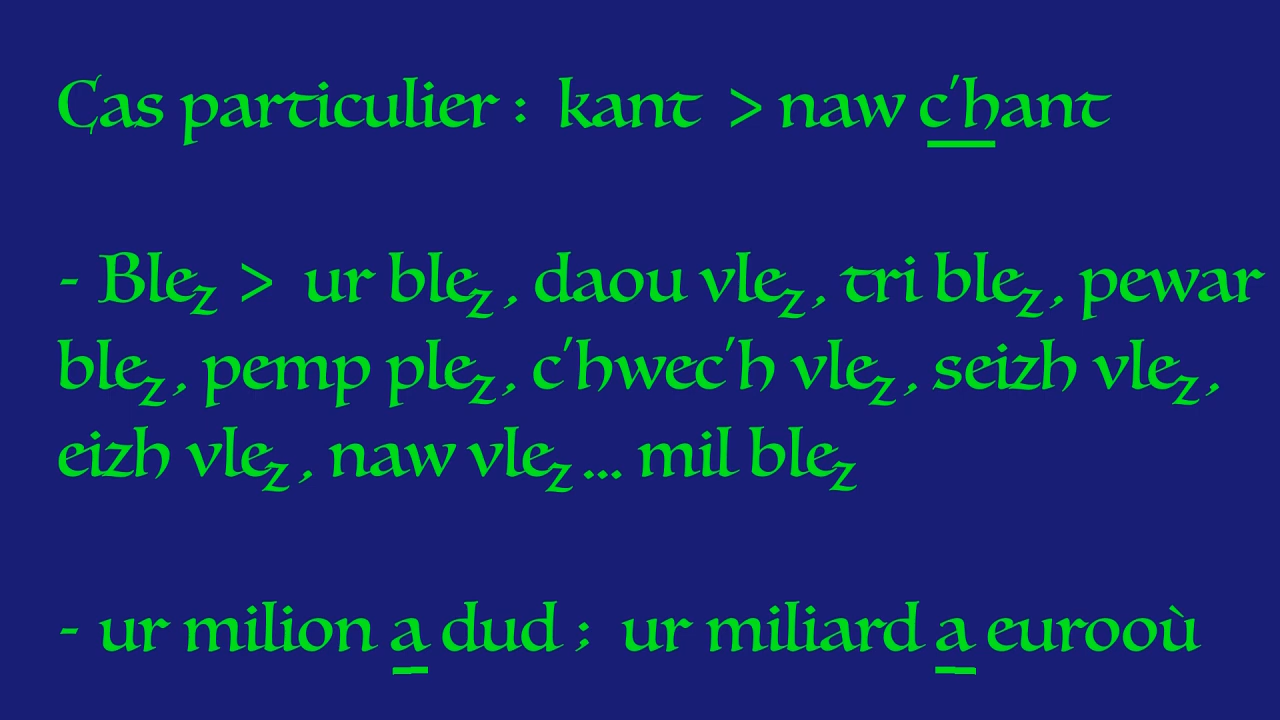 Cas particulier : kant > naw c'hant
- Blez > ur blez, daou vlez, tri blez, pewar
blez, pemp plez, c'hwec'h vlez, seizh vlez,
eizh vlez, naw vlez... mil blez
- ur milion a dud ; ur miliard a eurooù